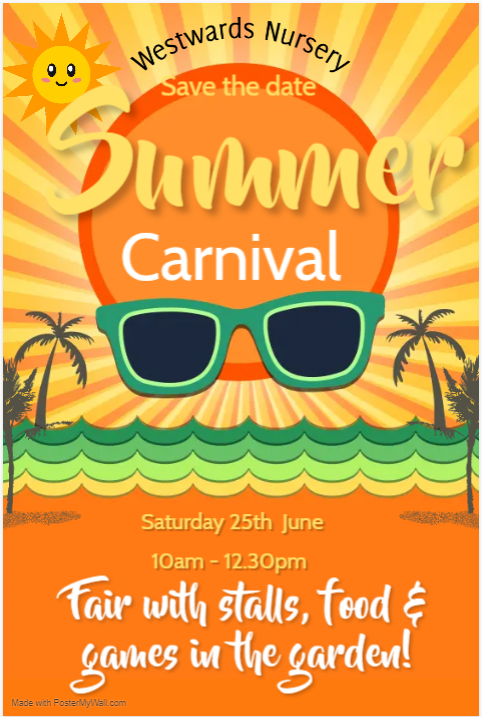 Westwards Nursery
Save the date
Summer
Carnival
Saturday 25th June
10am - 12.30pm
Fair with stalls, food &
games in the garden!
Made with PosterMyWall.com